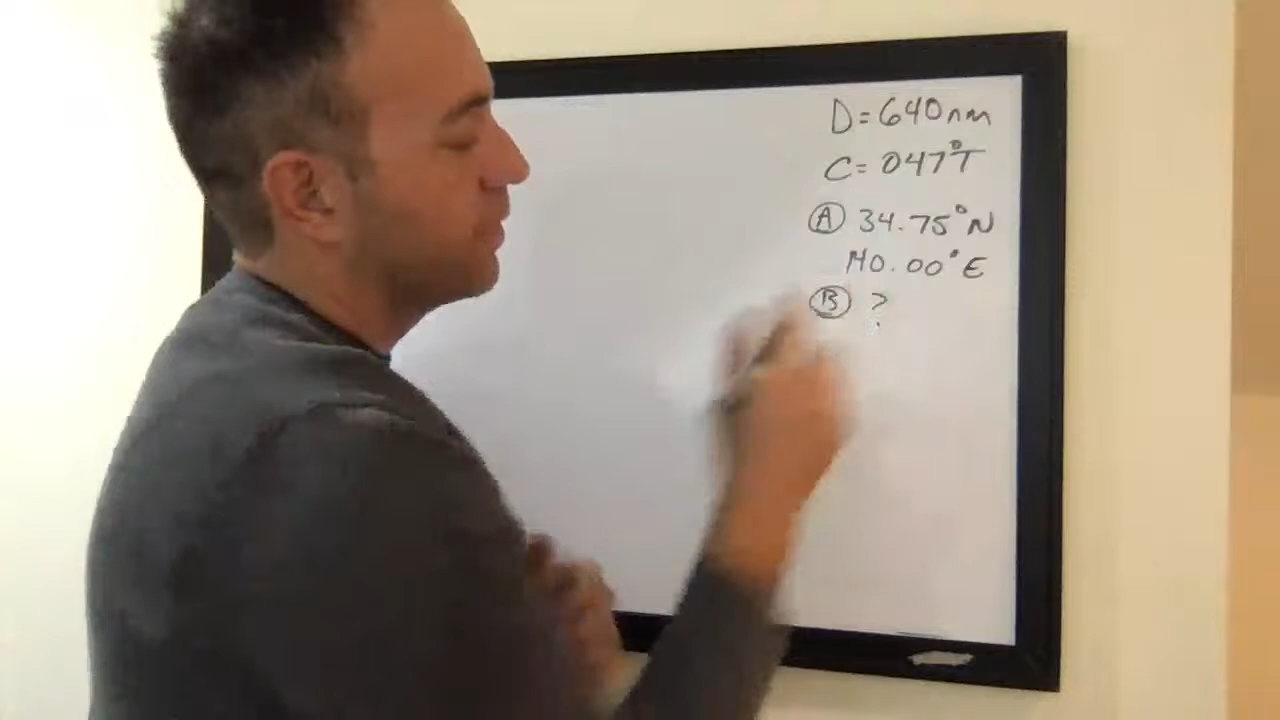 D = 640nm
C = 047°T
Ⓐ 34.75°N
140.00°E
Ⓑ ?